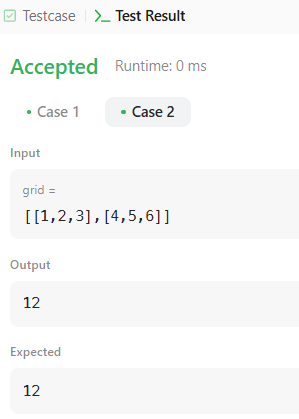 Testcase Test Result
Accepted Runtime: 0 ms
Case 1 Case 2
Input
grid =
[[1,2,3],[4,5,6]]
Output
12
Expected
12